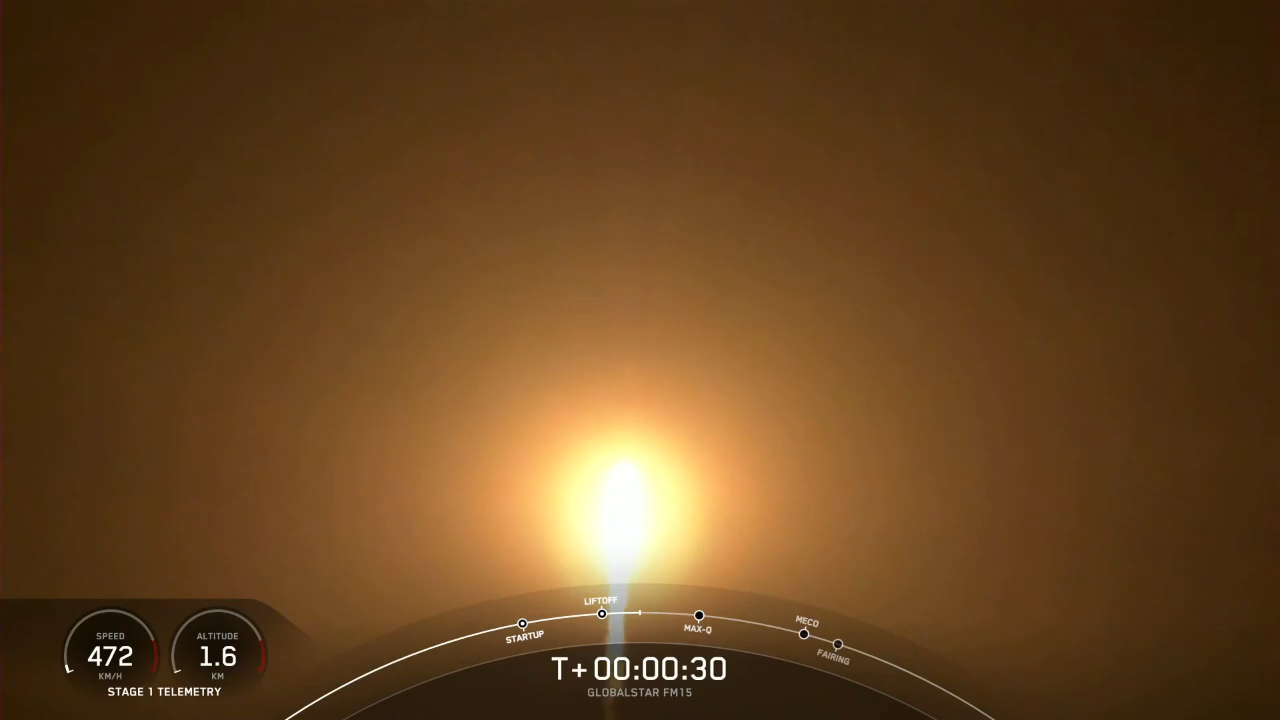 LIFTOFF
STARTUP
MAX-Q
MECO
FAIRING
SPEED
472
KM/H
ALTITUDE
1.6
KM
STAGE 1 TELEMETRY
T+00:00:30
GLOBALSTAR FM15